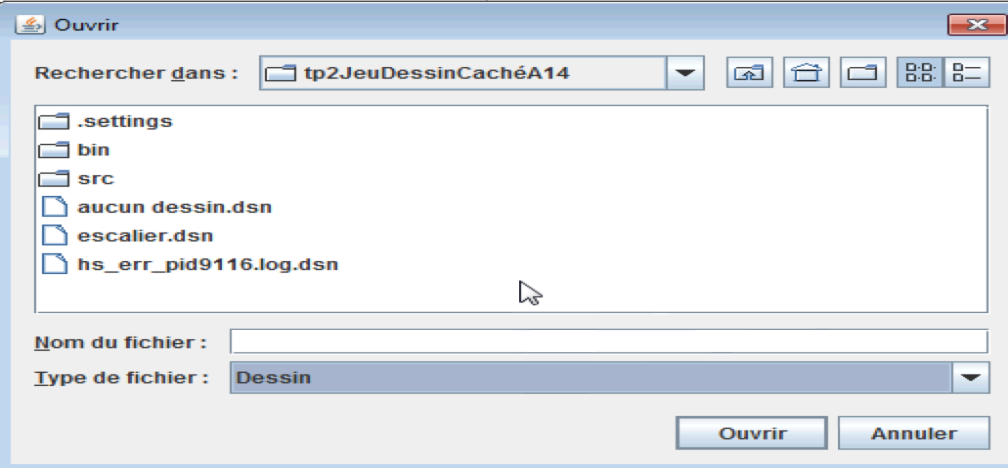 Ouvrir
Rechercher dans : tp2JeuDessinCachéA14
.settings
bin
src
aucun dessin.dsn
escalier.dsn
hs_err_pid9116.log.dsn
Nom du fichier :
Type de fichier : Dessin
Ouvrir Annuler